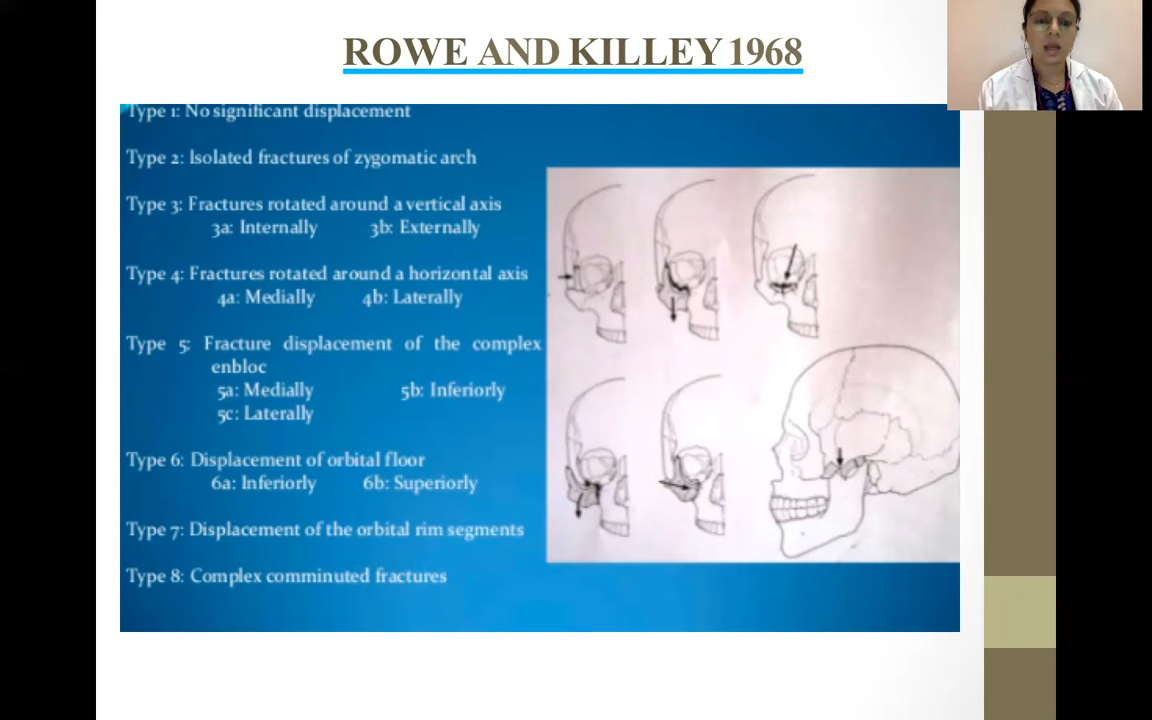 ROWE AND KILLEY 1968
Type 1: No significant displacement
Type 2: Isolated fractures of zygomatic arch
Type 3: Fractures rotated around a vertical axis
3a: Internally 3b: Externally
Type 4: Fractures rotated around a horizontal axis
4a: Medially 4b: Laterally
Type 5: Fracture displacement of the complex
enbloc
5a: Medially 5b: Inferiorly
5c: Laterally
Type 6: Displacement of orbital floor
6a: Inferiorly 6b: Superiorly
Type 7: Displacement of the orbital rim segments
Type 8: Complex comminuted fractures